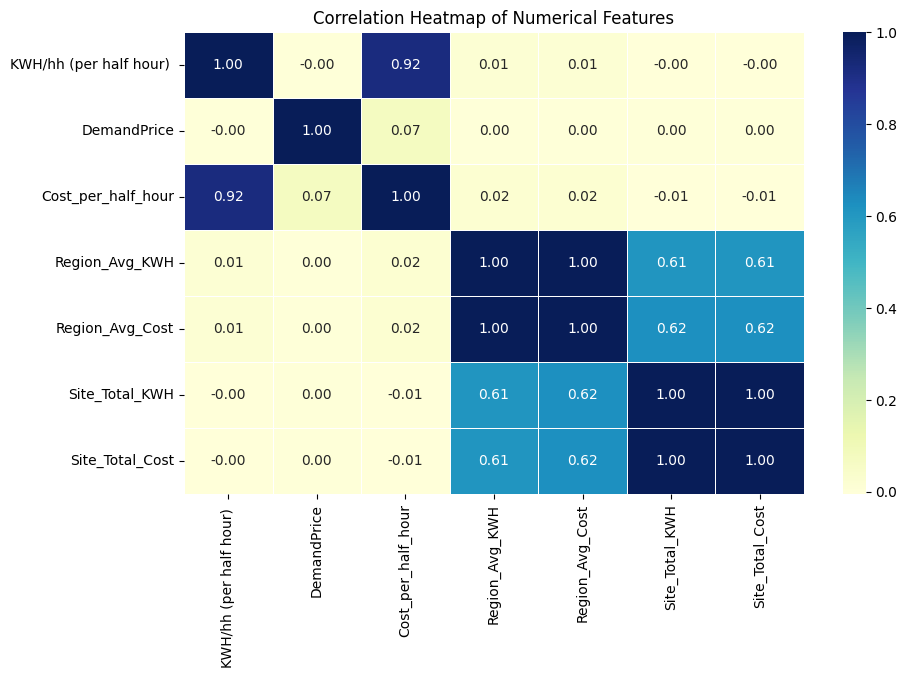 Correlation Heatmap of Numerical Features
KWH/hh (per half hour) 1.00 -0.00 0.92 0.01 0.01 -0.00 -0.00
DemandPrice -0.00 1.00 0.07 0.00 0.00 0.00 0.00
Cost_per_half_hour 0.92 0.07 1.00 0.02 0.02 -0.01 -0.01
Region_Avg_KWH 0.01 0.00 0.02 1.00 1.00 0.61 0.61
Region_Avg_Cost 0.01 0.00 0.02 1.00 1.00 0.62 0.62
Site_Total_KWH -0.00 0.00 -0.01 0.61 0.62 1.00 1.00
Site_Total_Cost -0.00 0.00 -0.01 0.61 0.62 1.00 1.00
KWH/hh (per half hour)
DemandPrice
Cost_per_half_hour
Region_Avg_KWH
Region_Avg_Cost
Site_Total_KWH
Site_Total_Cost
1.0
0.8
0.6
0.4
0.2
0.0